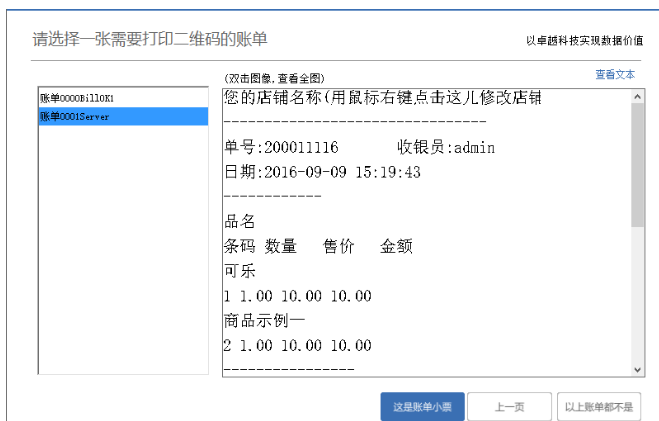 请选择一张需要打印二维码的账单
以卓越科技实现数据价值
(双击图像,查看全图)
查看文本
账单0000BillOK1
账单0001Server
您的店铺名称(用鼠标右键点击这儿修改店铺
--------------------------------
单号:200011116 收银员:admin
日期:2016-09-09 15:19:43
------------
品名
条码 数量 售价 金额
可乐
1 1.00 10.00 10.00
商品示例一
2 1.00 10.00 10.00
----------------
这是账单小票
上一页
以上账单都不是